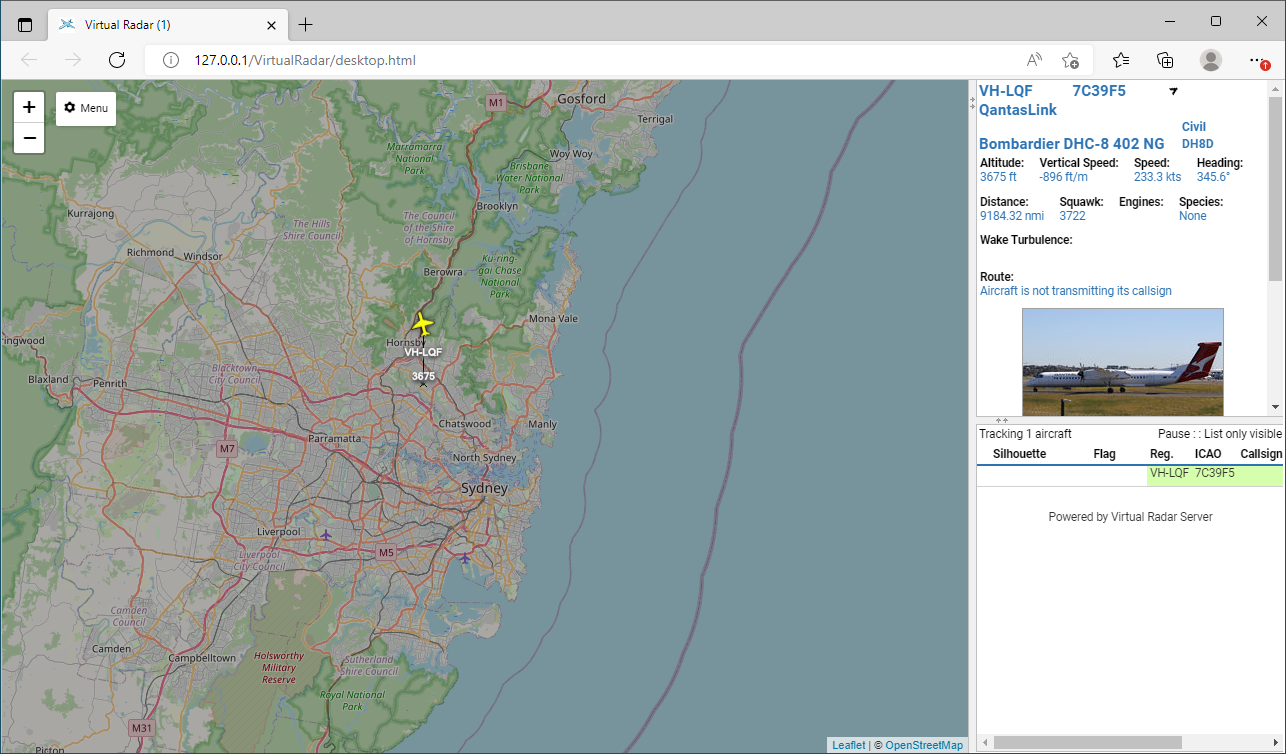 Virtual Radar (1)
127.0.0.1/VirtualRadar/desktop.html
+
−
Menu
M1
Gosford
Terrigal
Marramarra
National
Park
Woy Woy
Brisbane
Water National
Park
Kurrajong
Brooklyn
The Council
of the Shire
of Hornsby
The Hills
Shire Council
Richmond
Windsor
Berowra
Ku-ring-
gai Chase
National
Park
Mona Vale
Hornsby
VH-LQF
3675
ringwood
Blaxland
Penrith
Blacktown
City Council
Chatswood
Manly
Parramatta
M7
North Sydney
Sydney
Liverpool
M5
Liverpool
City Council
Camden
Council
Camden
Campbelltown
Holsworthy
Military
Reserve
Sutherland
Shire Council
Royal National
Park
M31
Picton
Leaflet | © OpenStreetMap
VH-LQF 7C39F5
QantasLink
Civil
Bombardier DHC-8 402 NG DH8D
Altitude: Vertical Speed: Speed: Heading:
3675 ft -896 ft/m 233.3 kts 345.6°
Distance: Squawk: Engines: Species:
9184.32 nmi 3722 None
Wake Turbulence:
Route:
Aircraft is not transmitting its callsign
Tracking 1 aircraft Pause : : List only visible
Silhouette Flag Reg. ICAO Callsign
VH-LQF 7C39F5
Powered by Virtual Radar Server